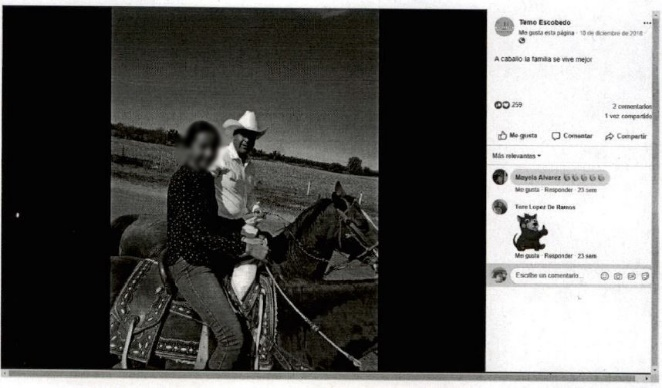 Temo Escobedo
Me gusta esta página · 10 de diciembre de 2018
A caballo la familia se vive mejor
259
2 comentarios
1 vez compartido
Me gusta
Comentar
Compartir
Más relevantes
Mayela Alvarez
Me gusta · Responder · 23 sem
Tere Lopez De Ramos
Me gusta · Responder · 23 sem
Escribe un comentario...